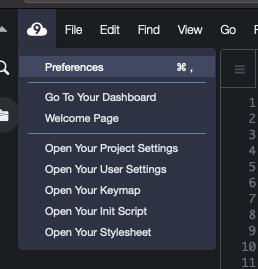 9 File Edit Find View Go
Preferences ⌘ ,
Go To Your Dashboard
Welcome Page
Open Your Project Settings
Open Your User Settings
Open Your Keymap
Open Your Init Script
Open Your Stylesheet
1
2
3
4
5
6
7
8
9
10
11